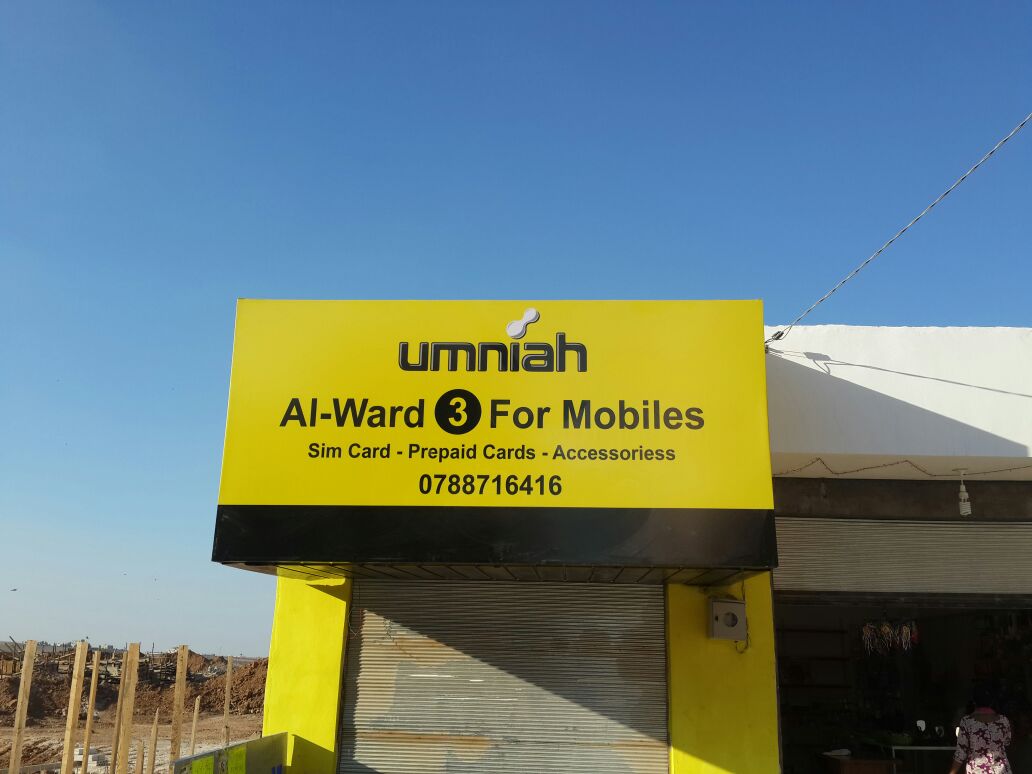 umniah
Al-Ward 3 For Mobiles
Sim Card - Prepaid Cards - Accessoriess
0788716416